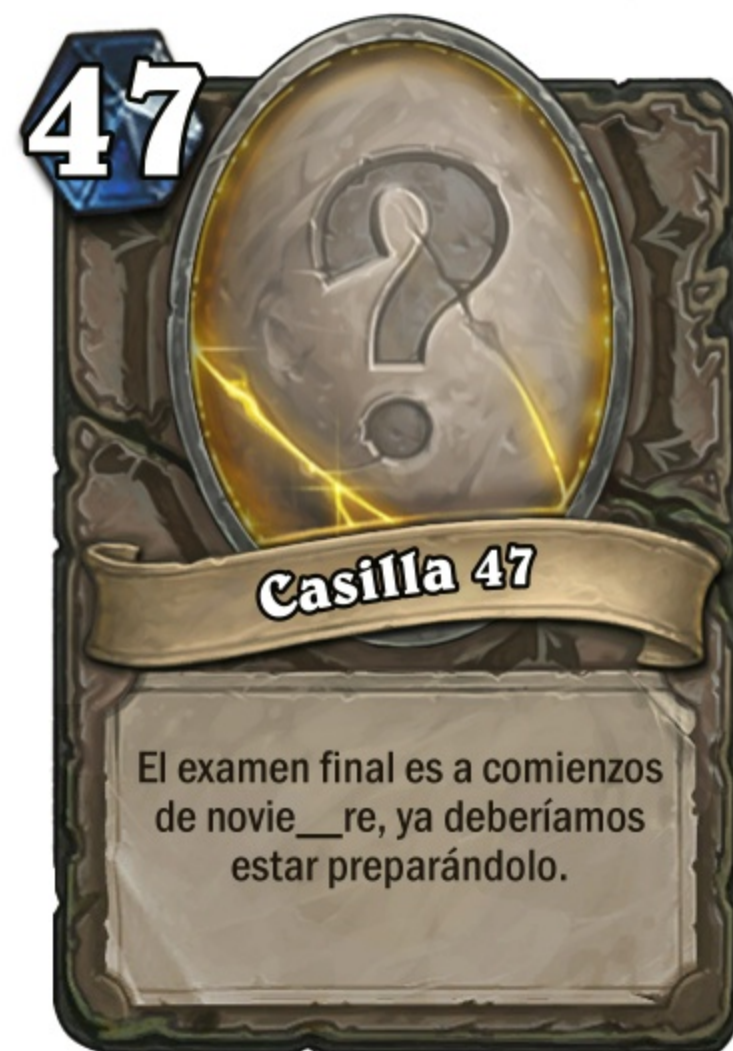 47
Casilla 47
El examen final es a comienzos
de novie__re, ya deberíamos
estar preparándolo.